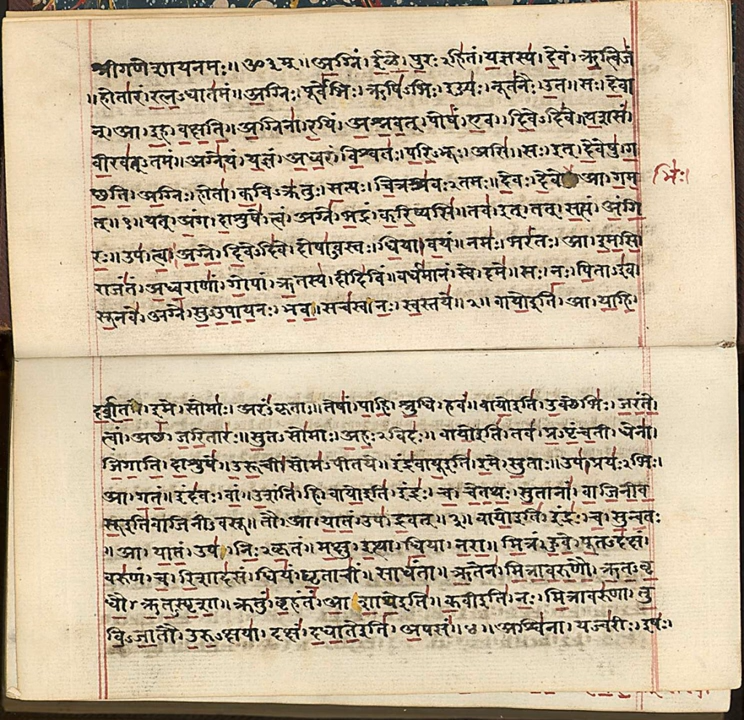 श्रीगणेशाय नमः ॥ ॐ३म् ॥ अग्निं । ईळे । पुरःऽहितं । यज्ञस्य । देवं । ऋत्विजं
॥ होतारं । रत्नऽधातमं ॥ अग्निः । पूर्वेभिः । ऋषिऽभिः । ईड्यः । नूतनैः । उत ॥ सः । देवा
न् । आ । इह । वक्षति ॥ अग्निना । रयिं । अश्नवत् । पोषं । एव । दिवेऽदिवे ॥ यशसं ।
वीरवत्ऽतमं ॥ अग्ने । यं । यज्ञं । अध्वरं । विश्वतः । परिऽभूः । असि ॥ सः । इत् । देवेषु । ग
छति ॥ अग्निः । होता । कविऽक्रतुः । सत्यः । चित्रश्रवःऽतमः ॥ देवः । देवे आ । गम
भिः ।
त् ॥ १ ॥ यत् । अंग । दाशुषे । त्वं । अग्ने । भद्रं । करिष्यसि ॥ तव । इत् । तत् । सत्यं । अंगि
रः ॥ उप । त्वा । अग्ने । दिवेऽदिवे । दोषाऽवस्तः । धिया । वयं ॥ नमः । भरंतः । आ । इमसि ॥
राजंतं । अध्वराणां । गोपां । ऋतस्य । दीदिविं ॥ वर्धमानं । स्वे । दमे ॥ सः । नः । पिताऽइव ।
सूनवे । अग्ने । सुऽउपायनः । भव ॥ सचस्व । नः । स्वस्तये ॥ २ ॥ वायो इति । आ । याहि ।
दर्शत । इमे । सोमाः । अरंऽकृताः ॥ तेषां । पाहि । श्रुधि । हवं ॥ वायो इति । उक्थेभिः । जरंते ।
त्वां । अछ । जरितारः ॥ सुतऽसोमाः । अहःऽविदः ॥ वायो इति । तव । प्रऽपृंचती । धेना ।
जिगाति । दाशुषे ॥ उरूची । सोमऽपीतये ॥ इंद्रवायू इति । इमे । सुताः ॥ उप । प्रयःऽभिः ।
आ । गतं ॥ इंदवः । वां । उशंति । हि ॥ वायो इति । इंद्रः । च । चेतथः । सुतानां । वाजिनीव
सू इति वाजिनीऽवसू ॥ तौ । आ । यातं । उप । द्रवत् ॥ ३ ॥ वायो इति । इंद्रः । च । सुन्वतः
॥ आ । यातं । उप । निःऽकृतं ॥ मक्षु । इत्था । धिया । नरा ॥ मित्रं । हुवे । पूतऽदक्षं ।
वरुणं । च । रिशादसं ॥ धियं । घृताचीं । साधंता ॥ ऋतेन । मित्रावरुणौ । ऋतऽवृ
धौ । ऋतऽस्पृशा ॥ क्रतुं । बृहंतं । आशाथे इति ॥ कवी इति । नः । मित्रावरुणा । तु
विऽजातौ । उरुऽक्षया ॥ दक्षं । दधाते इति । अपसं ॥ ४ ॥ अश्विना । यज्वरीः । इषः ।